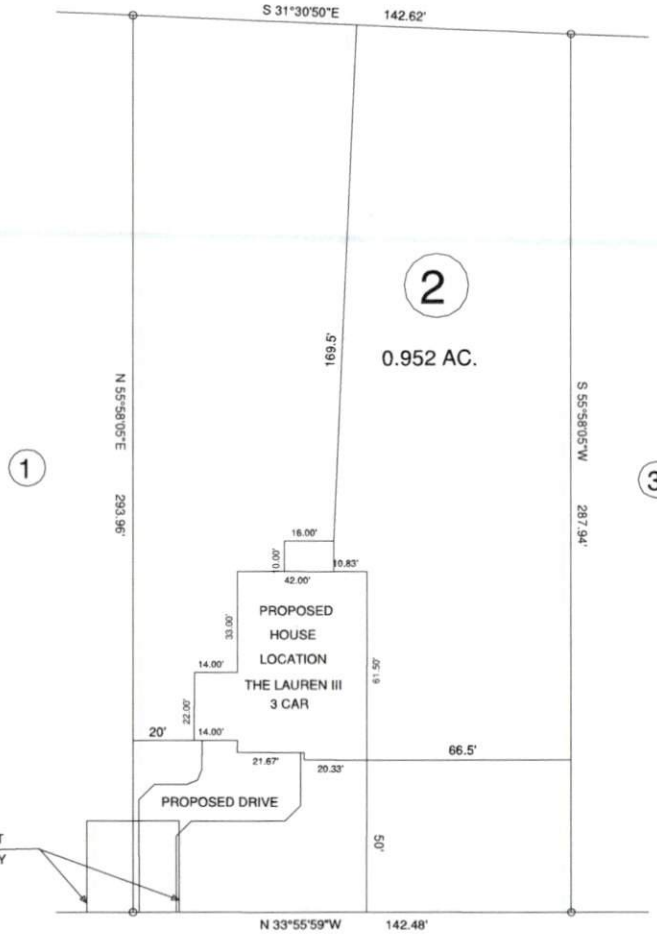 S 31°30'50"E 142.62'
2
0.952 AC.
169.5'
N 55°58'05"E 293.96'
S 55°58'05"W 287.94'
1
3
16.00'
10.00'
10.83'
42.00'
PROPOSED
HOUSE
LOCATION
THE LAUREN III
3 CAR
33.00'
61.50'
14.00'
22.00'
20'
14.00'
21.67'
20.33'
66.5'
PROPOSED DRIVE
50'
T
Y
N 33°55'59"W 142.48'